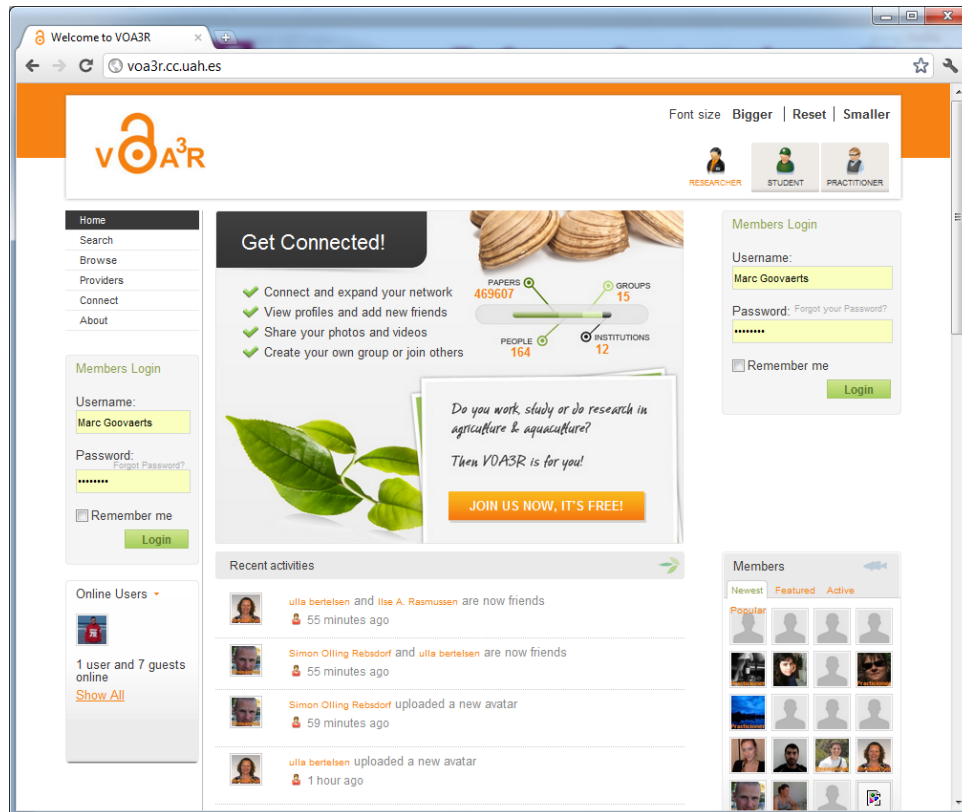 Welcome to VOA3R
voa3r.cc.uah.es
Font size Bigger | Reset | Smaller
VOA3R
RESEARCHER STUDENT PRACTITIONER
Home
Search
Browse
Providers
Connect
About
Members Login
Username:
Marc Goovaerts
Password:
Forgot Password?
••••••••
Remember me
Login
Online Users
1 user and 7 guests
online
Show All
Get Connected!
Connect and expand your network
View profiles and add new friends
Share your photos and videos
Create your own group or join others
PAPERS
469607
GROUPS
15
PEOPLE
164
INSTITUTIONS
12
Do you work, study or do research in
agriculture & aquaculture?
Then VOA3R is for you!
JOIN US NOW, IT'S FREE!
Recent activities
ulla bertelsen and Ilse A. Rasmussen are now friends
55 minutes ago
Simon Olling Rebsdorf and ulla bertelsen are now friends
55 minutes ago
Simon Olling Rebsdorf uploaded a new avatar
59 minutes ago
ulla bertelsen uploaded a new avatar
1 hour ago
Members Login
Username:
Marc Goovaerts
Password: Forgot your Password?
••••••••
Remember me
Login
Members
Newest Featured Active
Popular